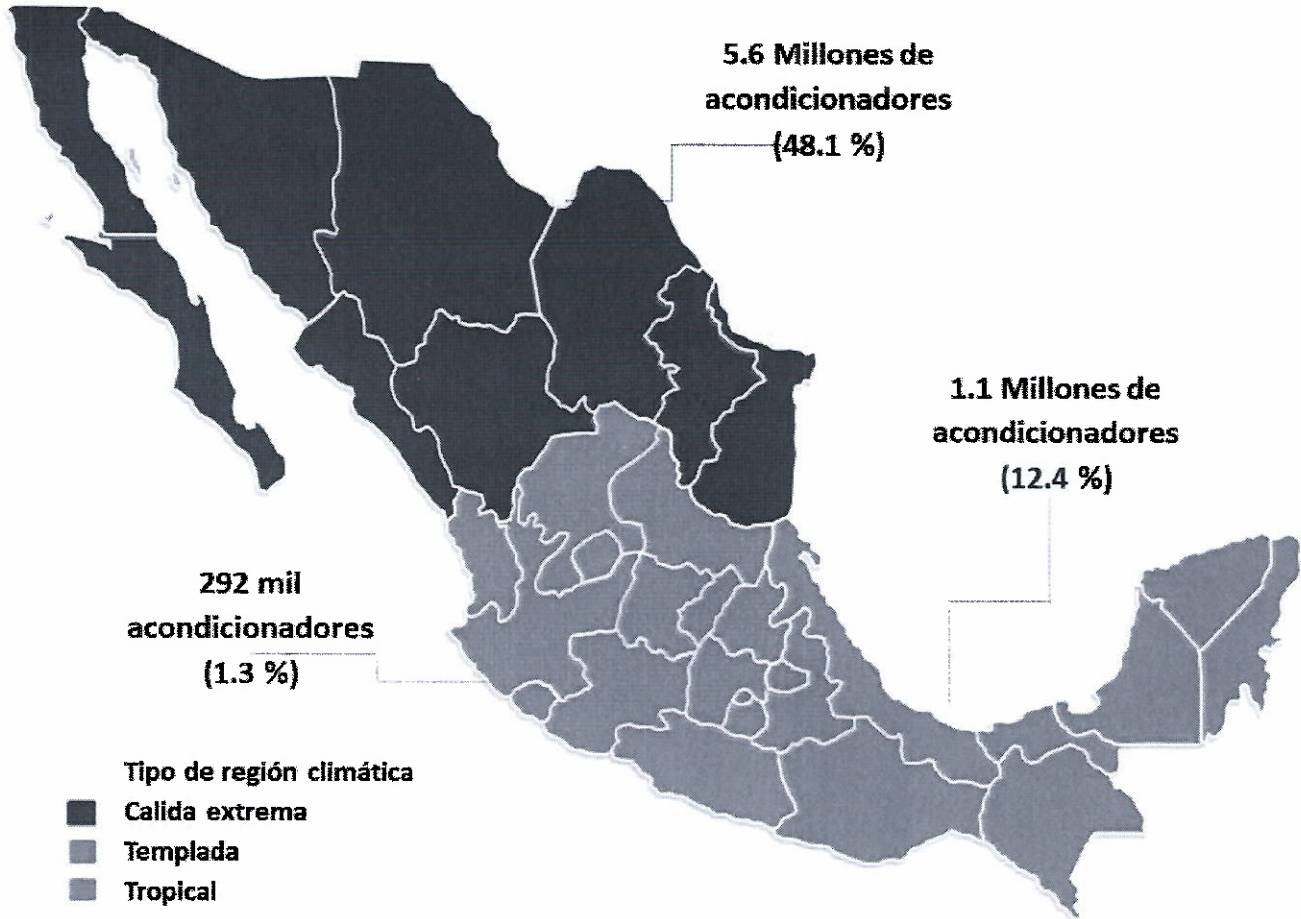 5.6 Millones de
acondicionadores
(48.1 %)
1.1 Millones de
acondicionadores
(12.4 %)
292 mil
acondicionadores
(1.3 %)
Tipo de región climática
Calida extrema
Templada
Tropical